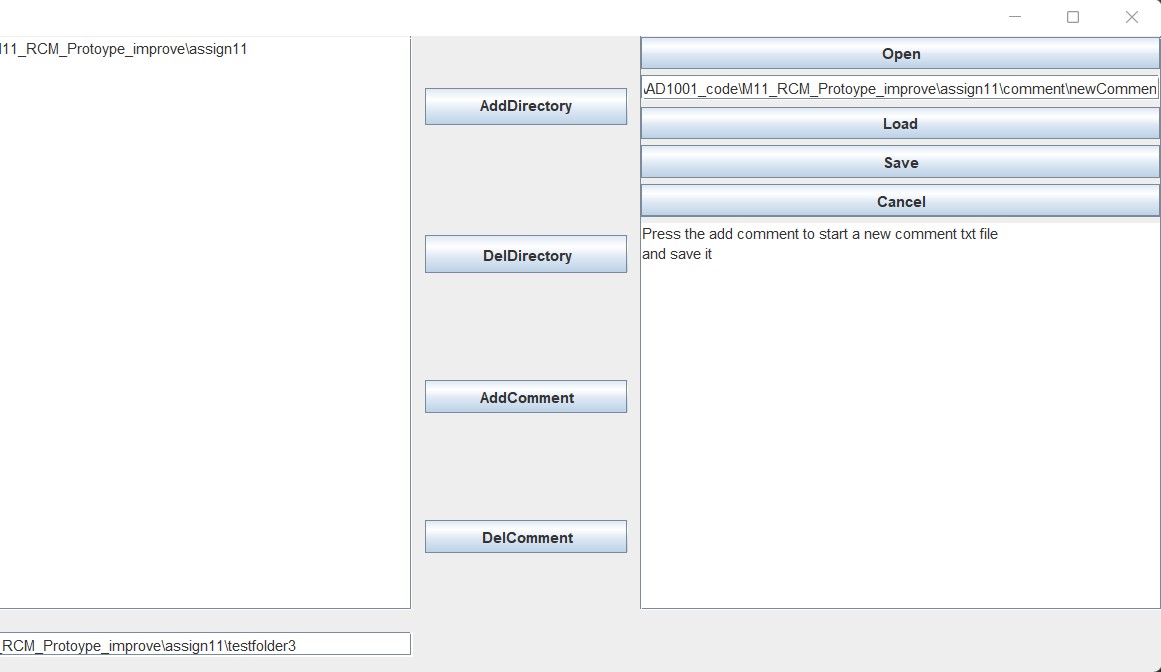 11_RCM_Protoype_improve\assign11
AddDirectory
DelDirectory
AddComment
DelComment
Open
AD1001_code\M11_RCM_Protoype_improve\assign11\comment\newCommen
Load
Save
Cancel
Press the add comment to start a new comment txt file
and save it
_RCM_Protoype_improve\assign11\testfolder3